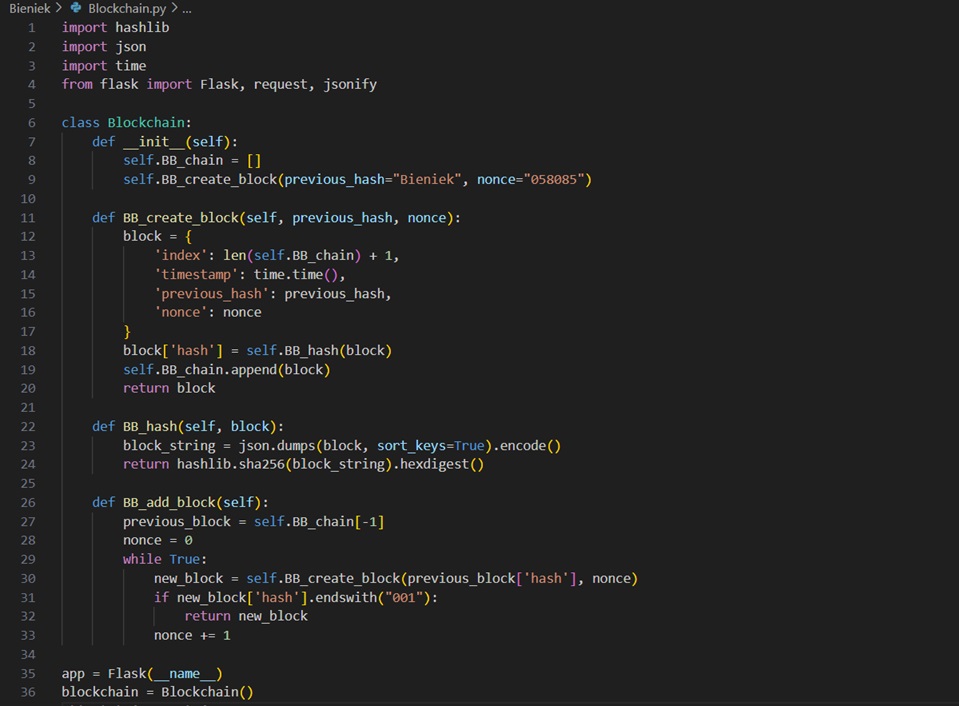 Bieniek > Blockchain.py > ...
1 import hashlib
2 import json
3 import time
4 from flask import Flask, request, jsonify
5
6 class Blockchain:
7     def __init__(self):
8         self.BB_chain = []
9         self.BB_create_block(previous_hash="Bieniek", nonce="058085")
10
11     def BB_create_block(self, previous_hash, nonce):
12         block = {
13             'index': len(self.BB_chain) + 1,
14             'timestamp': time.time(),
15             'previous_hash': previous_hash,
16             'nonce': nonce
17         }
18         block['hash'] = self.BB_hash(block)
19         self.BB_chain.append(block)
20         return block
21
22     def BB_hash(self, block):
23         block_string = json.dumps(block, sort_keys=True).encode()
24         return hashlib.sha256(block_string).hexdigest()
25
26     def BB_add_block(self):
27         previous_block = self.BB_chain[-1]
28         nonce = 0
29         while True:
30             new_block = self.BB_create_block(previous_block['hash'], nonce)
31             if new_block['hash'].endswith("001"):
32                 return new_block
33             nonce += 1
34
35 app = Flask(__name__)
36 blockchain = Blockchain()